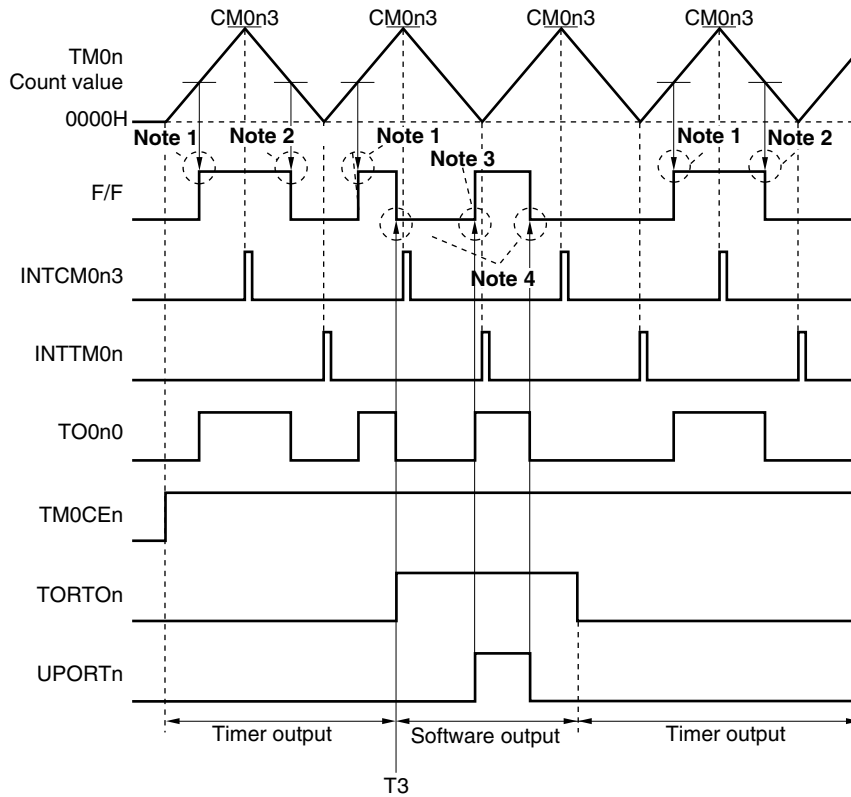 CM0n3 CM0n3 CM0n3
TM0n
Count value
0000H
Note 1 Note 2 Note 1 Note 3 Note 1 Note 2
F/F
Note 4
INTCM0n3
INTTM0n
TO0n0
TM0CEn
TORTOn
UPORTn
Timer output Software output Timer output
T3